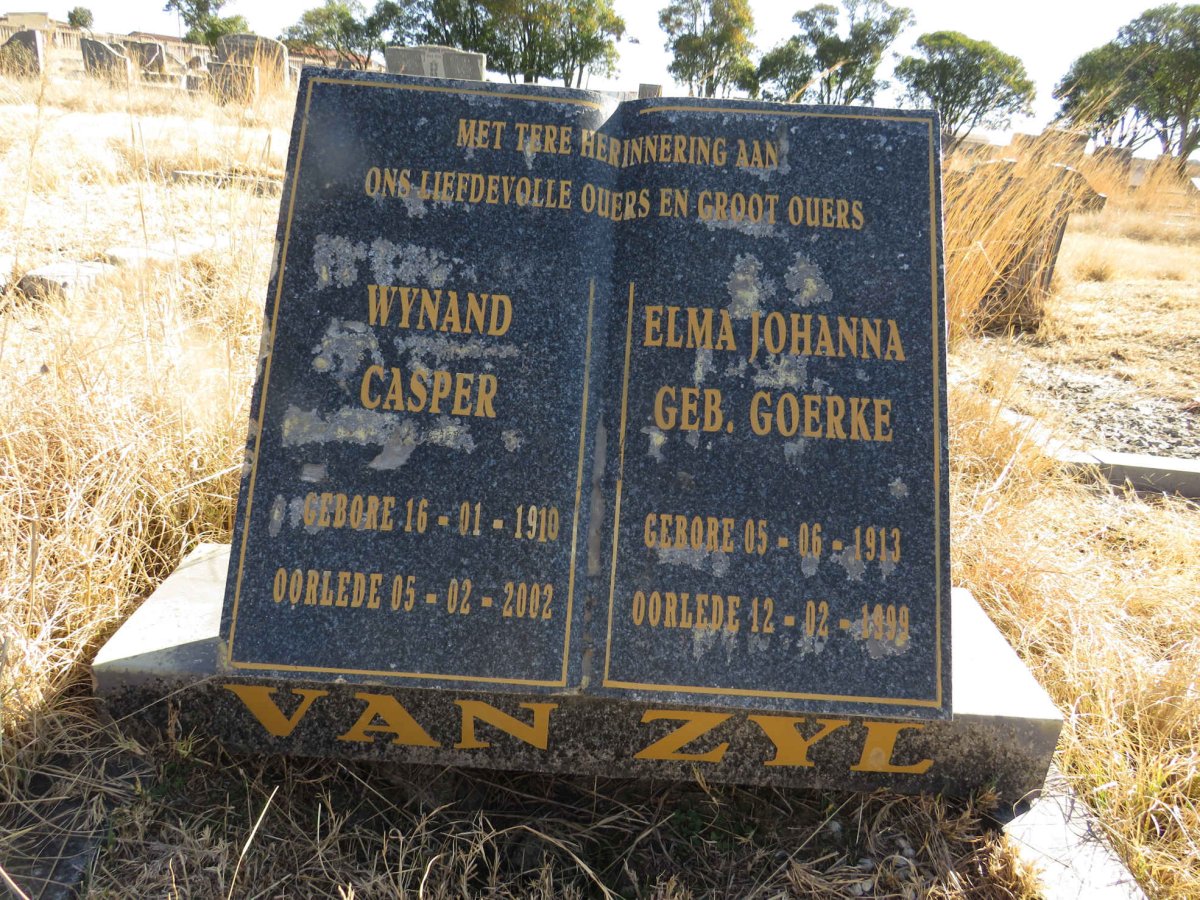 MET TERE HERINNERING AAN
ONS LIEFDEVOLLE OUERS EN GROOT OUERS
WYNAND
CASPER
GEBORE 16 - 01 - 1910
OORLEDE 05 - 02 - 2002
ELMA JOHANNA
GEB. GOERKE
GEBORE 05 - 06 - 1913
OORLEDE 12 - 02 - 1999
VAN ZYL